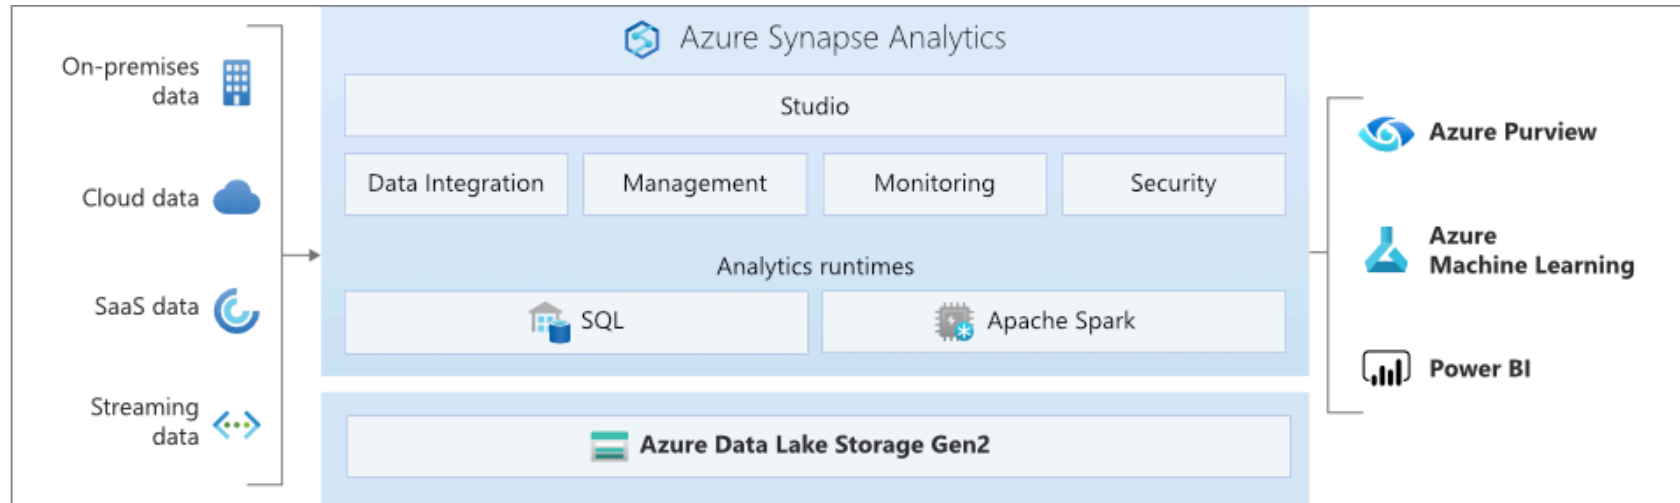 On-premises
data
Cloud data
SaaS data
Streaming
data
Azure Synapse Analytics
Studio
Data Integration
Management
Monitoring
Security
Analytics runtimes
SQL
Apache Spark
Azure Data Lake Storage Gen2
Azure Purview
Azure
Machine Learning
Power BI